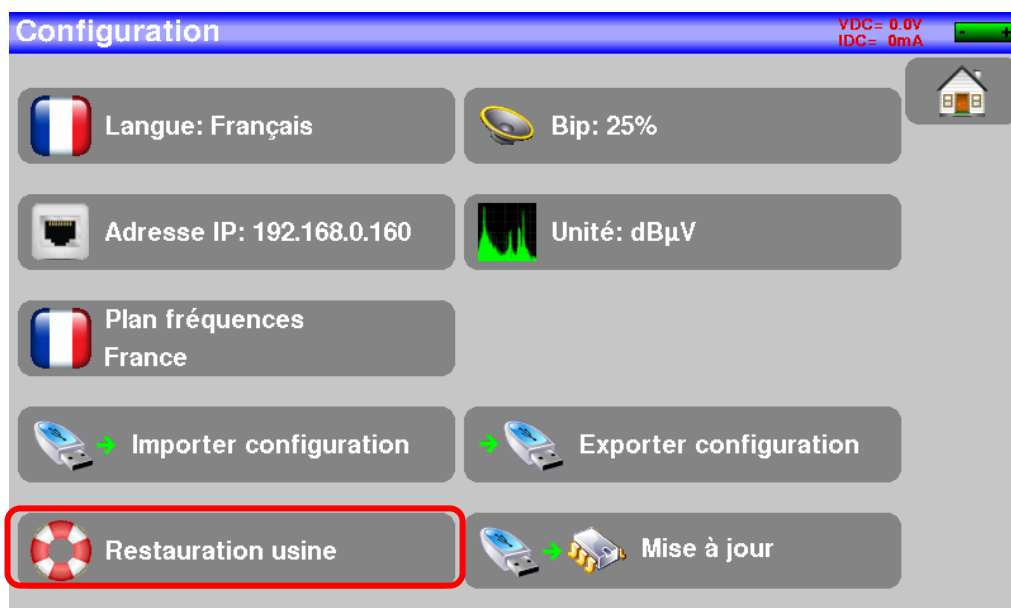 Configuration
VDC= 0.0V
IDC= 0mA
- +
Langue: Français
Bip: 25%
Adresse IP: 192.168.0.160
Unité: dBµV
Plan fréquences
France
Importer configuration
Exporter configuration
Restauration usine
Mise à jour